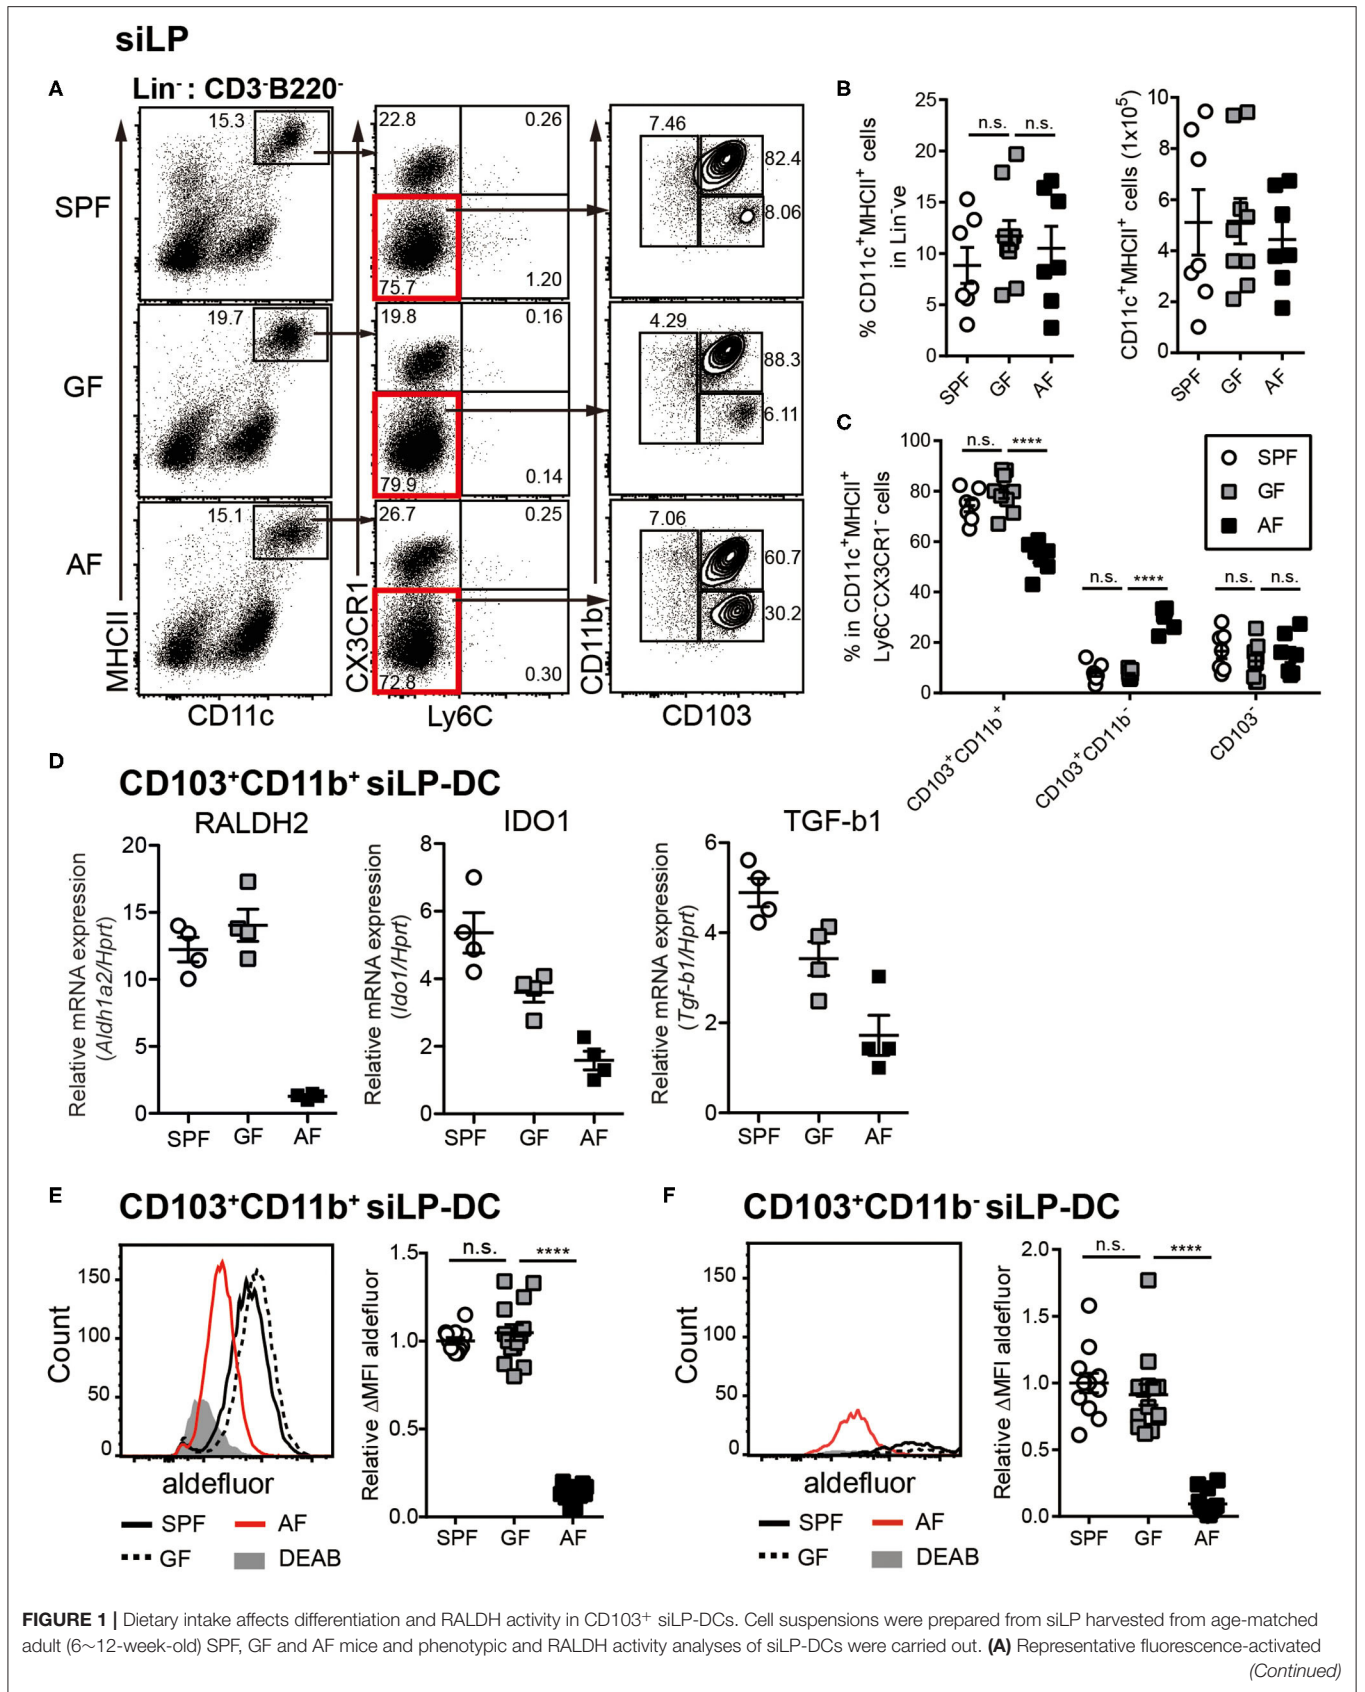 siLP
A
Lin⁻ : CD3⁻B220⁻
SPF
GF
AF
15.3
19.7
15.1
MHCII
CD11c
22.8
0.26
75.7
1.20
19.8
0.16
79.9
0.14
26.7
0.25
72.8
0.30
CX3CR1
Ly6C
7.46
82.4
8.06
4.29
88.3
6.11
7.06
60.7
30.2
CD11b
CD103
B
% CD11c⁺MHCII⁺ cells
in Lin⁻ve
25
20
15
10
5
0
n.s.
n.s.
SPF
GF
AF
CD11c⁺MHCII⁺ cells (1x10⁵)
10
8
6
4
2
0
SPF
GF
AF
C
% in CD11c⁺MHCII⁺
Ly6C⁻CX3CR1⁻ cells
100
80
60
40
20
0
n.s.
****
n.s.
****
n.s.
n.s.
SPF
GF
AF
CD103⁺CD11b⁺
CD103⁺CD11b⁻
CD103⁻
D
CD103⁺CD11b⁺ siLP-DC
RALDH2
Relative mRNA expression
(Aldh1a2/Hprt)
20
15
10
5
0
SPF
GF
AF
IDO1
Relative mRNA expression
(Ido1/Hprt)
8
6
4
2
0
SPF
GF
AF
TGF-b1
Relative mRNA expression
(Tgf-b1/Hprt)
6
4
2
0
SPF
GF
AF
E
CD103⁺CD11b⁺ siLP-DC
Count
150
100
50
0
aldefluor
SPF
AF
GF
DEAB
Relative ΔMFI aldefluor
1.5
1.0
0.5
0.0
n.s.
****
SPF
GF
AF
F
CD103⁺CD11b⁻ siLP-DC
Count
150
100
50
0
aldefluor
SPF
AF
GF
DEAB
Relative ΔMFI aldefluor
2.0
1.5
1.0
0.5
0.0
n.s.
****
SPF
GF
AF
FIGURE 1 | Dietary intake affects differentiation and RALDH activity in CD103⁺ siLP-DCs. Cell suspensions were prepared from siLP harvested from age-matched
adult (6~12-week-old) SPF, GF and AF mice and phenotypic and RALDH activity analyses of siLP-DCs were carried out. (A) Representative fluorescence-activated
(Continued)